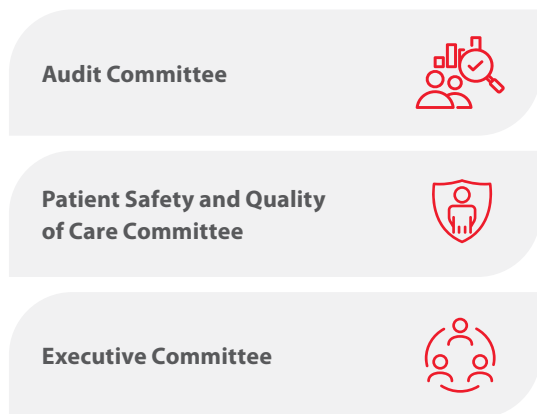 Audit Committee
Patient Safety and Quality
of Care Committee
Executive Committee